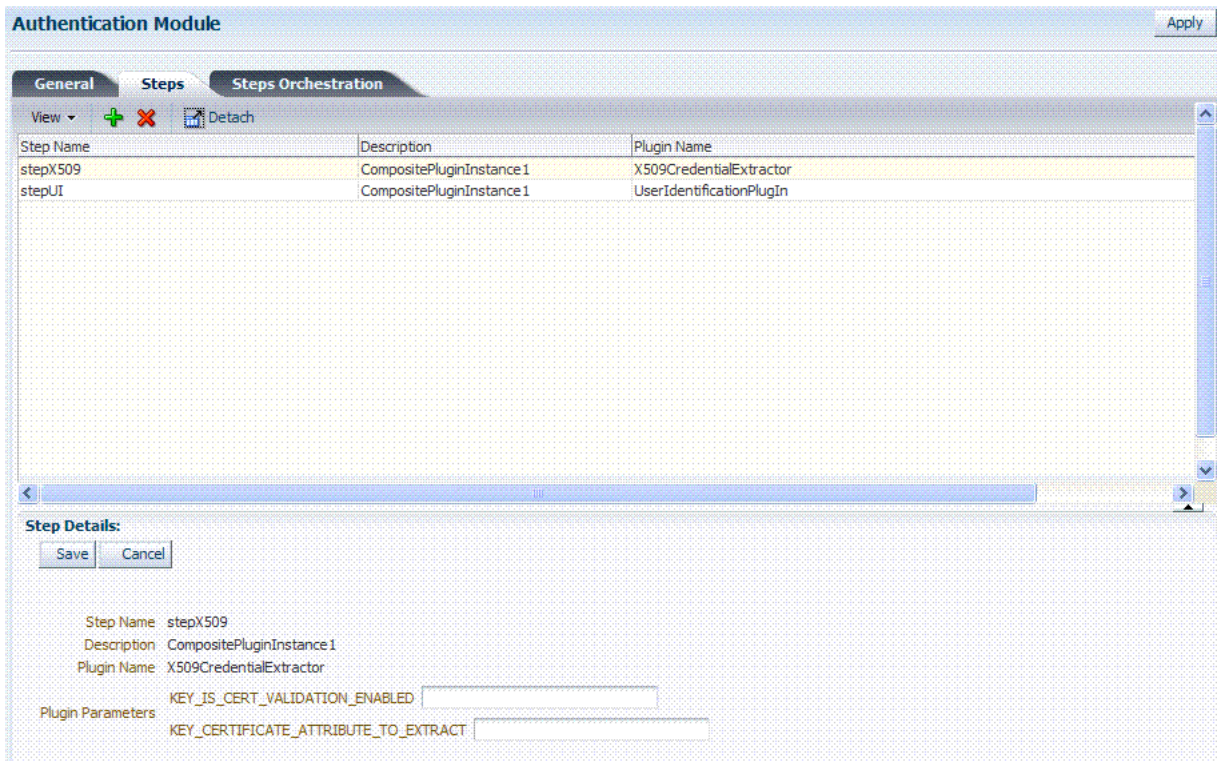 Authentication Module
Apply
General Steps Steps Orchestration
View Detach
Step Name Description Plugin Name
stepX509 CompositePluginInstance1 X509CredentialExtractor
stepUI CompositePluginInstance1 UserIdentificationPlugIn
Step Details:
Save Cancel
Step Name stepX509
Description CompositePluginInstance1
Plugin Name X509CredentialExtractor
Plugin Parameters
KEY_IS_CERT_VALIDATION_ENABLED
KEY_CERTIFICATE_ATTRIBUTE_TO_EXTRACT